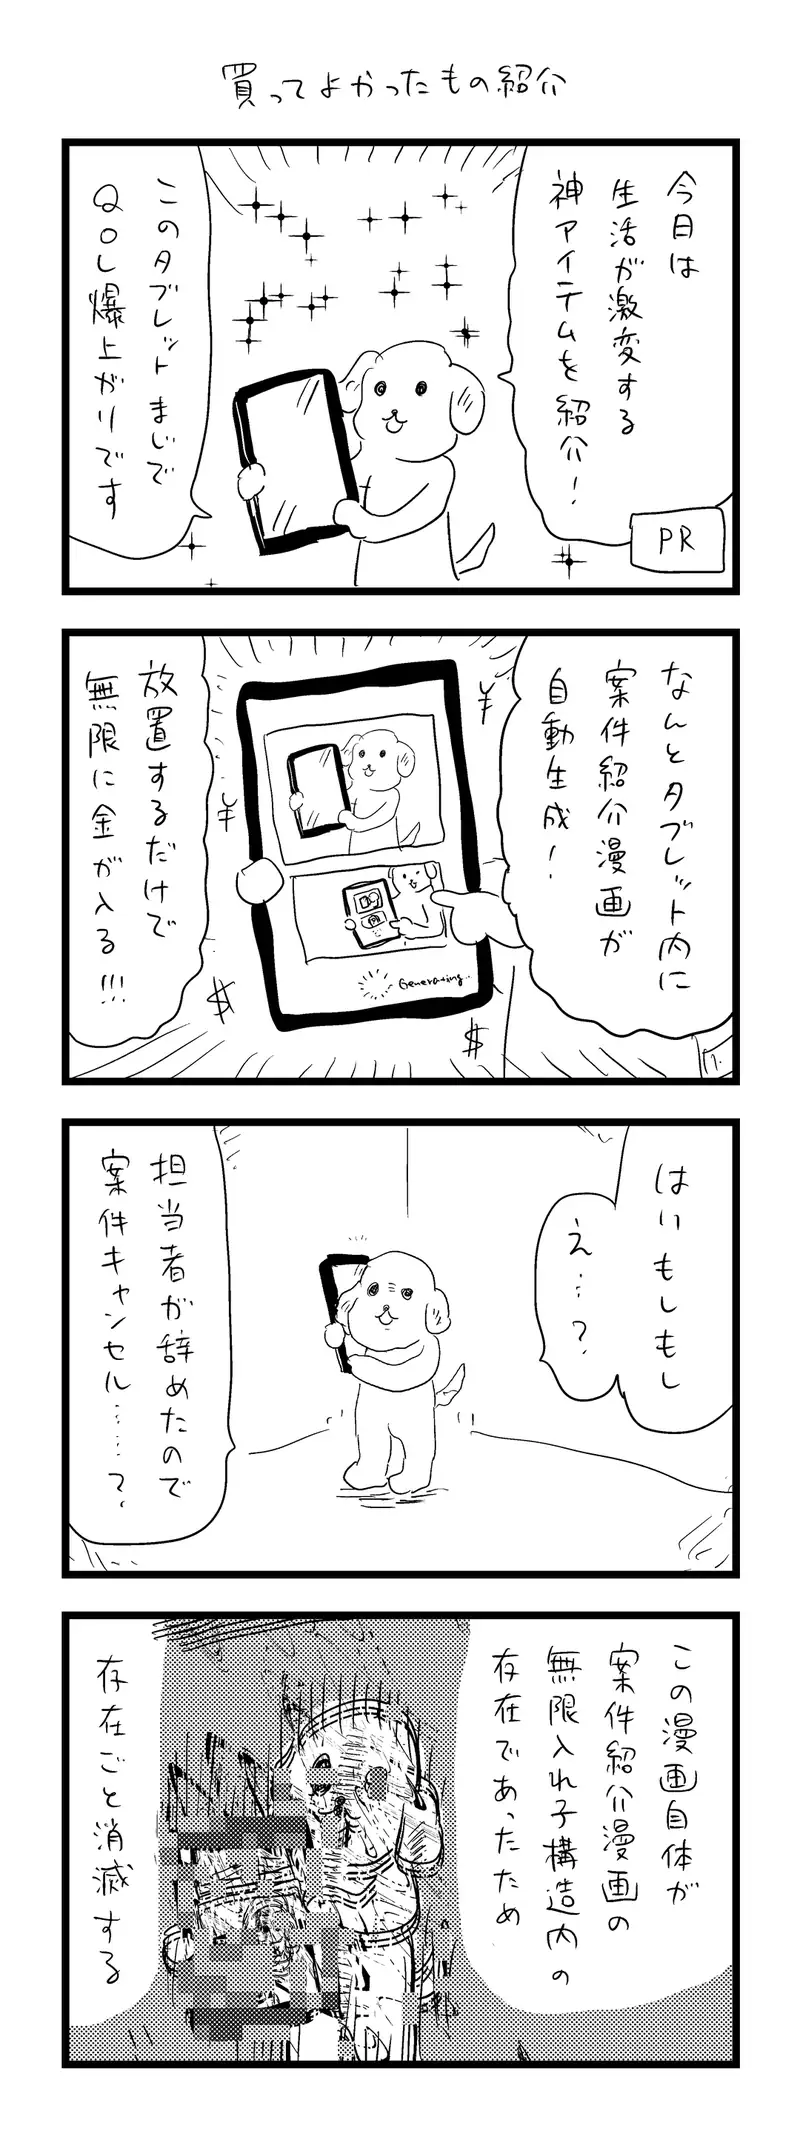 買ってよかったもの紹介
今日は
生活が激変する
神アイテムを紹介!
PR
このタブレットまじで
QOL爆上がりです
なんとタブレット内に
案件紹介漫画が
自動生成!
Generating...
放置するだけで
無限に金が入る!!!
¥
¥
$
$
はいもしもし
え…?
担当者が辞めたので
案件キャンセル……?
この漫画自体が
案件紹介漫画の
無限入れ子構造内の
存在であったため
存在ごと消滅する